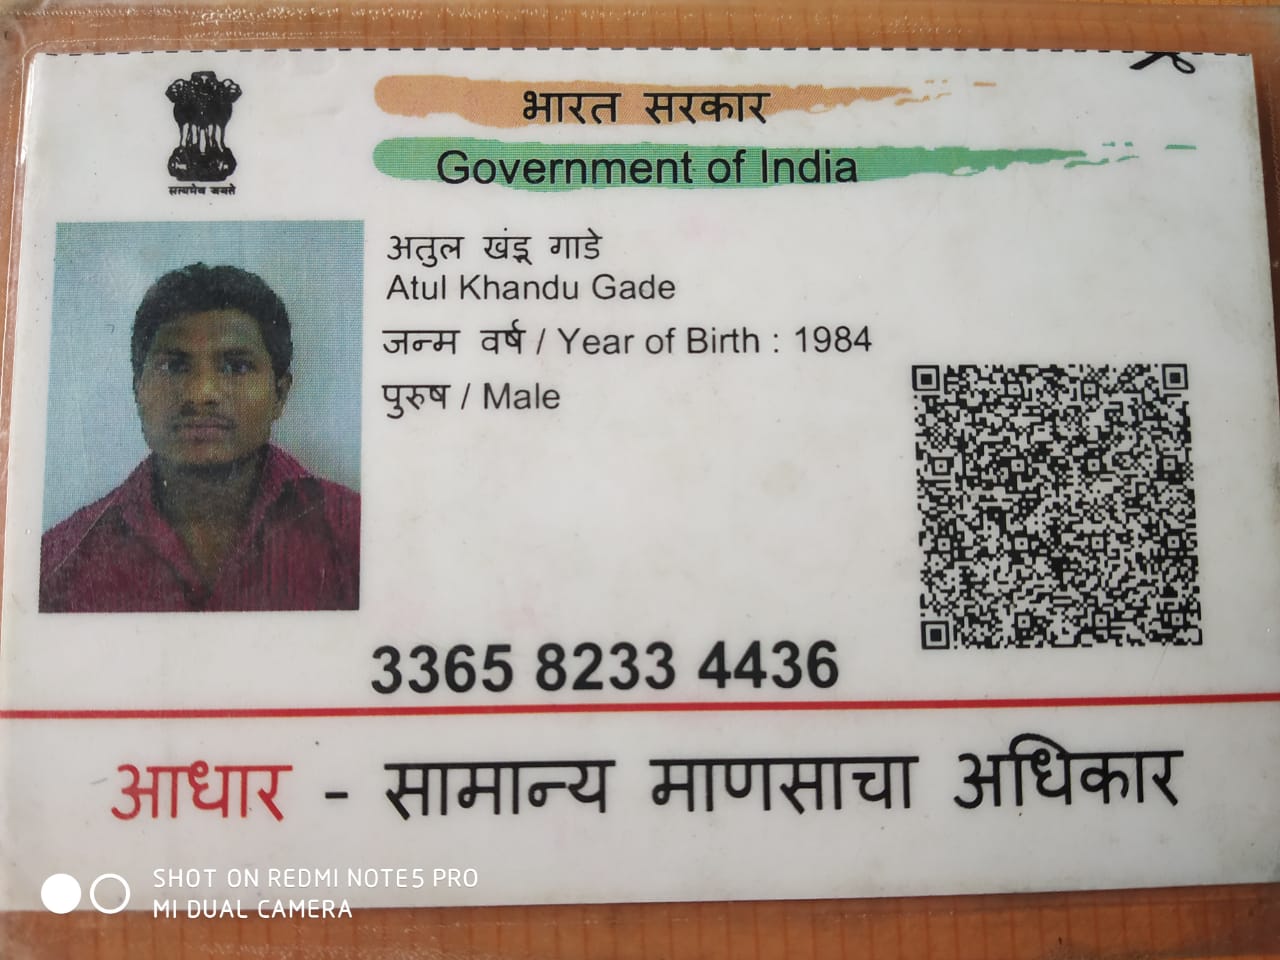 भारत सरकार
Government of India
सत्यमेव जयते
अतुल खंडू गाडे
Atul Khandu Gade
जन्म वर्ष / Year of Birth : 1984
पुरुष / Male
3365 8233 4436
आधार - सामान्य माणसाचा अधिकार
SHOT ON REDMI NOTE5 PRO
MI DUAL CAMERA